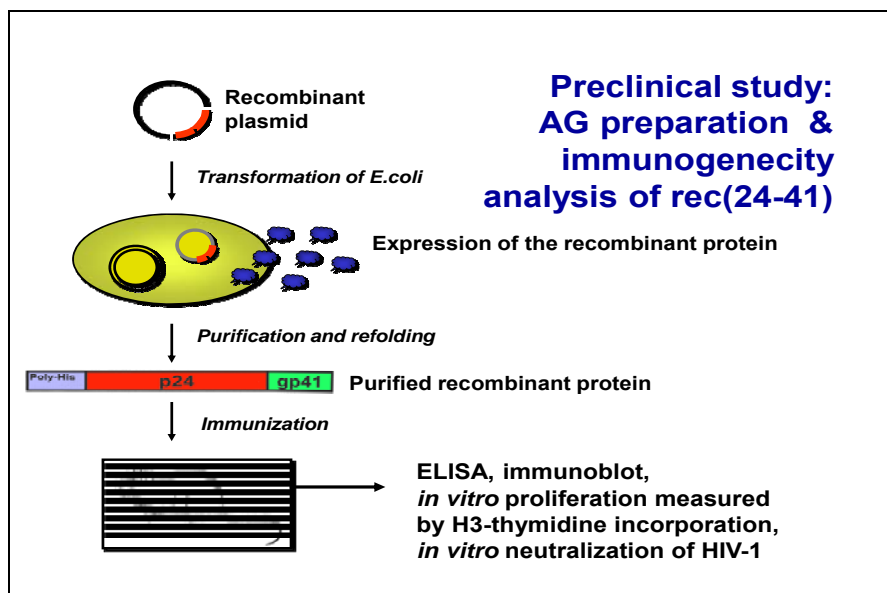 Preclinical study:
AG preparation &
immunogenecity
analysis of rec(24-41)
Recombinant
plasmid
Transformation of E.coli
Expression of the recombinant protein
Purification and refolding
Poly-His p24 gp41
Purified recombinant protein
Immunization
ELISA, immunoblot,
in vitro proliferation measured
by H3-thymidine incorporation,
in vitro neutralization of HIV-1